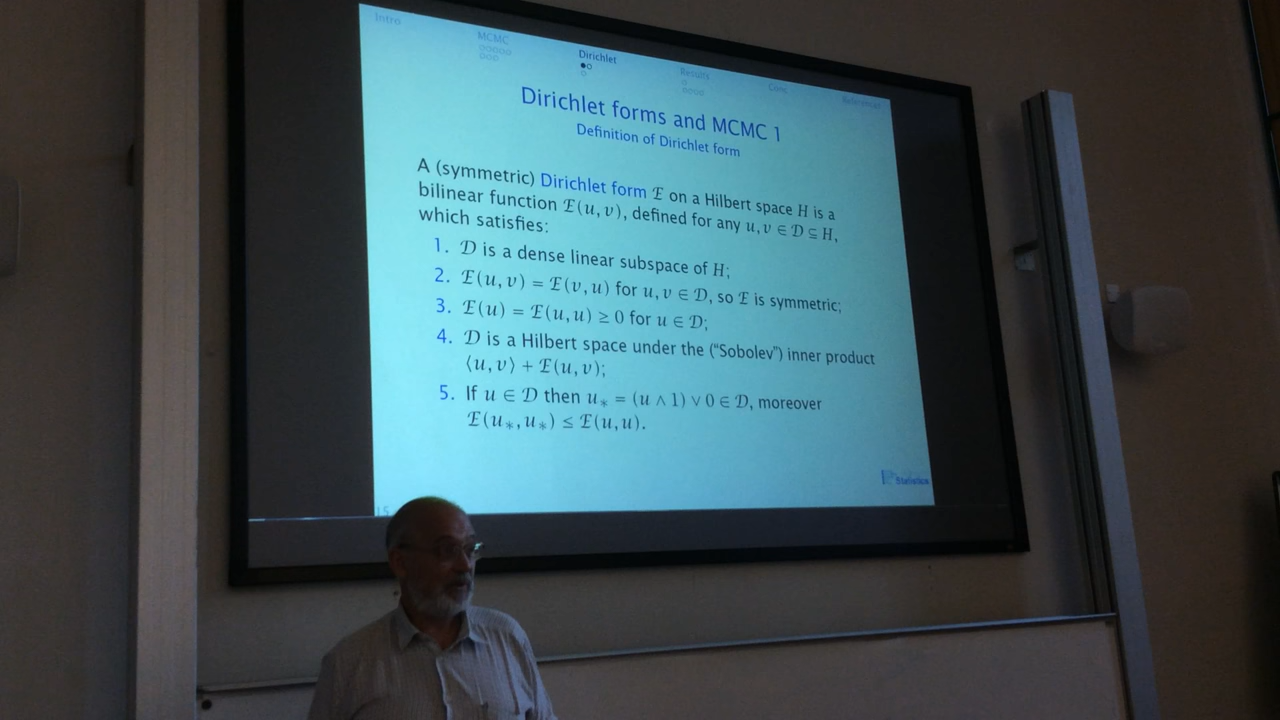 Intro
MCMC
Dirichlet
Results
Conc
References
Dirichlet forms and MCMC 1
Definition of Dirichlet form
A (symmetric) Dirichlet form ℰ on a Hilbert space H is a
bilinear function ℰ(u, v), defined for any u, v ∈ 𝒟 ⊆ H,
which satisfies:
1. 𝒟 is a dense linear subspace of H;
2. ℰ(u, v) = ℰ(v, u) for u, v ∈ 𝒟, so ℰ is symmetric;
3. ℰ(u) = ℰ(u, u) ≥ 0 for u ∈ 𝒟;
4. 𝒟 is a Hilbert space under the (“Sobolev”) inner product
⟨u, v⟩ + ℰ(u, v);
5. If u ∈ 𝒟 then u∗ = (u ∧ 1) ∨ 0 ∈ 𝒟, moreover
ℰ(u∗, u∗) ≤ ℰ(u, u).
Statistics
15